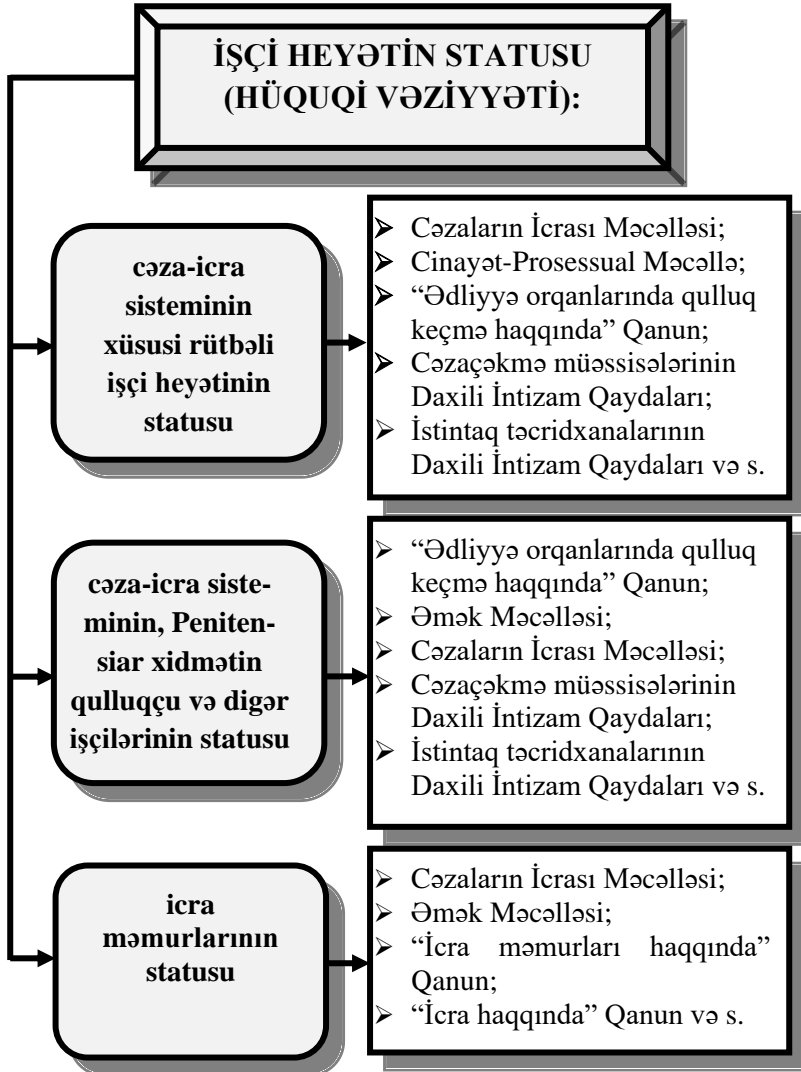 İŞÇİ HEYƏTİN STATUSU
(HÜQUQİ VƏZİYYƏTİ):
cəza-icra
sisteminin
xüsusi rütbəli
işçi heyətinin
statusu
➢ Cəzaların İcrası Məcəlləsi;
➢ Cinayət-Prosessual Məcəllə;
➢ “Ədliyyə orqanlarında qulluq
keçmə haqqında” Qanun;
➢ Cəzaçəkmə müəssisələrinin
Daxili İntizam Qaydaları;
➢ İstintaq təcridxanalarının
Daxili İntizam Qaydaları və s.
cəza-icra siste-
minin, Peniten-
siar xidmətin
qulluqçu və digər
işçilərinin statusu
➢ “Ədliyyə orqanlarında qulluq
keçmə haqqında” Qanun;
➢ Əmək Məcəlləsi;
➢ Cəzaların İcrası Məcəlləsi;
➢ Cəzaçəkmə müəssisələrinin
Daxili İntizam Qaydaları;
➢ İstintaq təcridxanalarının
Daxili İntizam Qaydaları və s.
icra
məmurlarının
statusu
➢ Cəzaların İcrası Məcəlləsi;
➢ Əmək Məcəlləsi;
➢ “İcra məmurları haqqında”
Qanun;
➢ “İcra haqqında” Qanun və s.